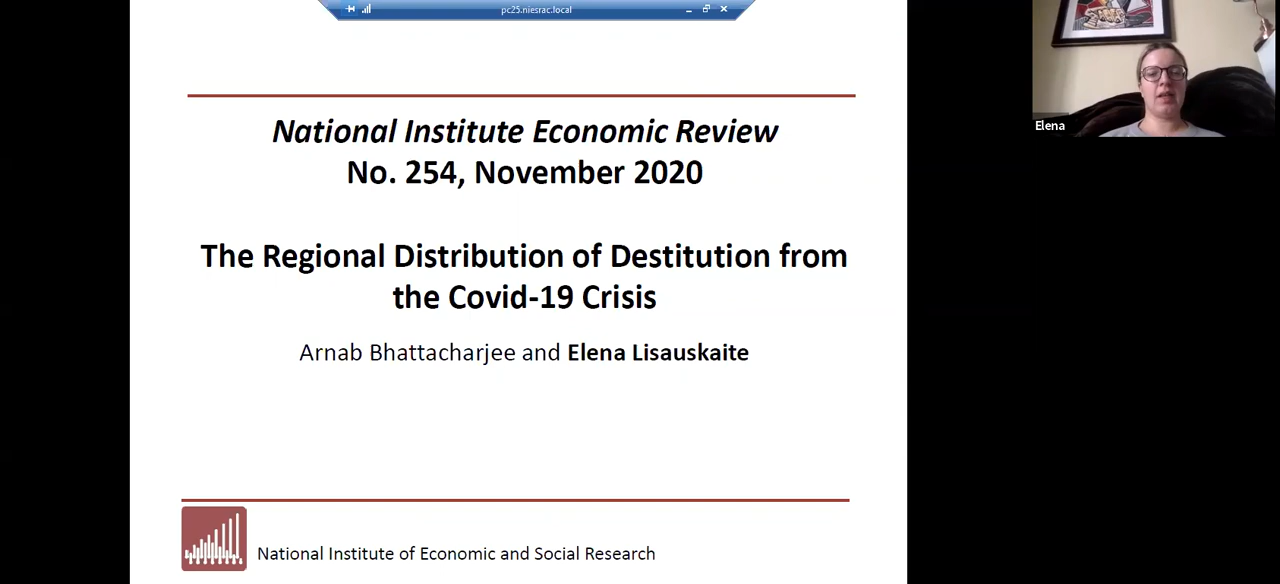 pc25.niesrac.local
National Institute Economic Review
No. 254, November 2020
The Regional Distribution of Destitution from
the Covid-19 Crisis
Arnab Bhattacharjee and Elena Lisauskaite
National Institute of Economic and Social Research
Elena